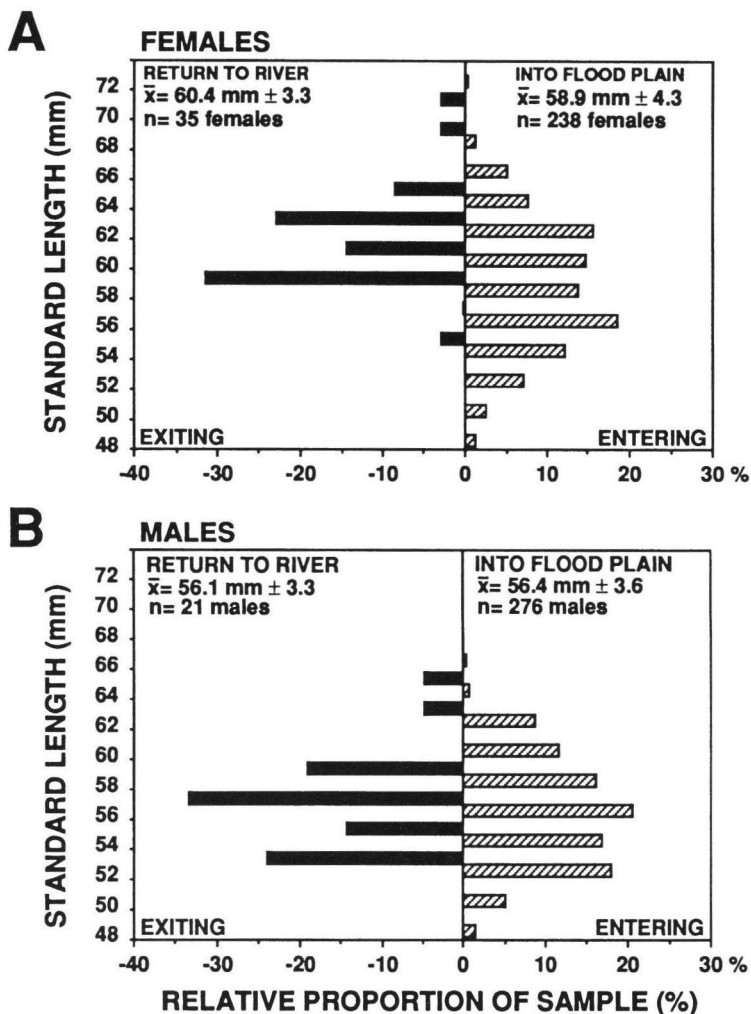 A
FEMALES
RETURN TO RIVER
x̄= 60.4 mm ± 3.3
n= 35 females
INTO FLOOD PLAIN
x̄= 58.9 mm ± 4.3
n= 238 females
STANDARD LENGTH (mm)
72
70
68
66
64
62
60
58
56
54
52
50
48
EXITING
ENTERING
-40 -30 -20 -10 0 10 20 30 %
B
MALES
RETURN TO RIVER
x̄= 56.1 mm ± 3.3
n= 21 males
INTO FLOOD PLAIN
x̄= 56.4 mm ± 3.6
n= 276 males
STANDARD LENGTH (mm)
72
70
68
66
64
62
60
58
56
54
52
50
48
EXITING
ENTERING
-40 -30 -20 -10 0 10 20 30 %
RELATIVE PROPORTION OF SAMPLE (%)